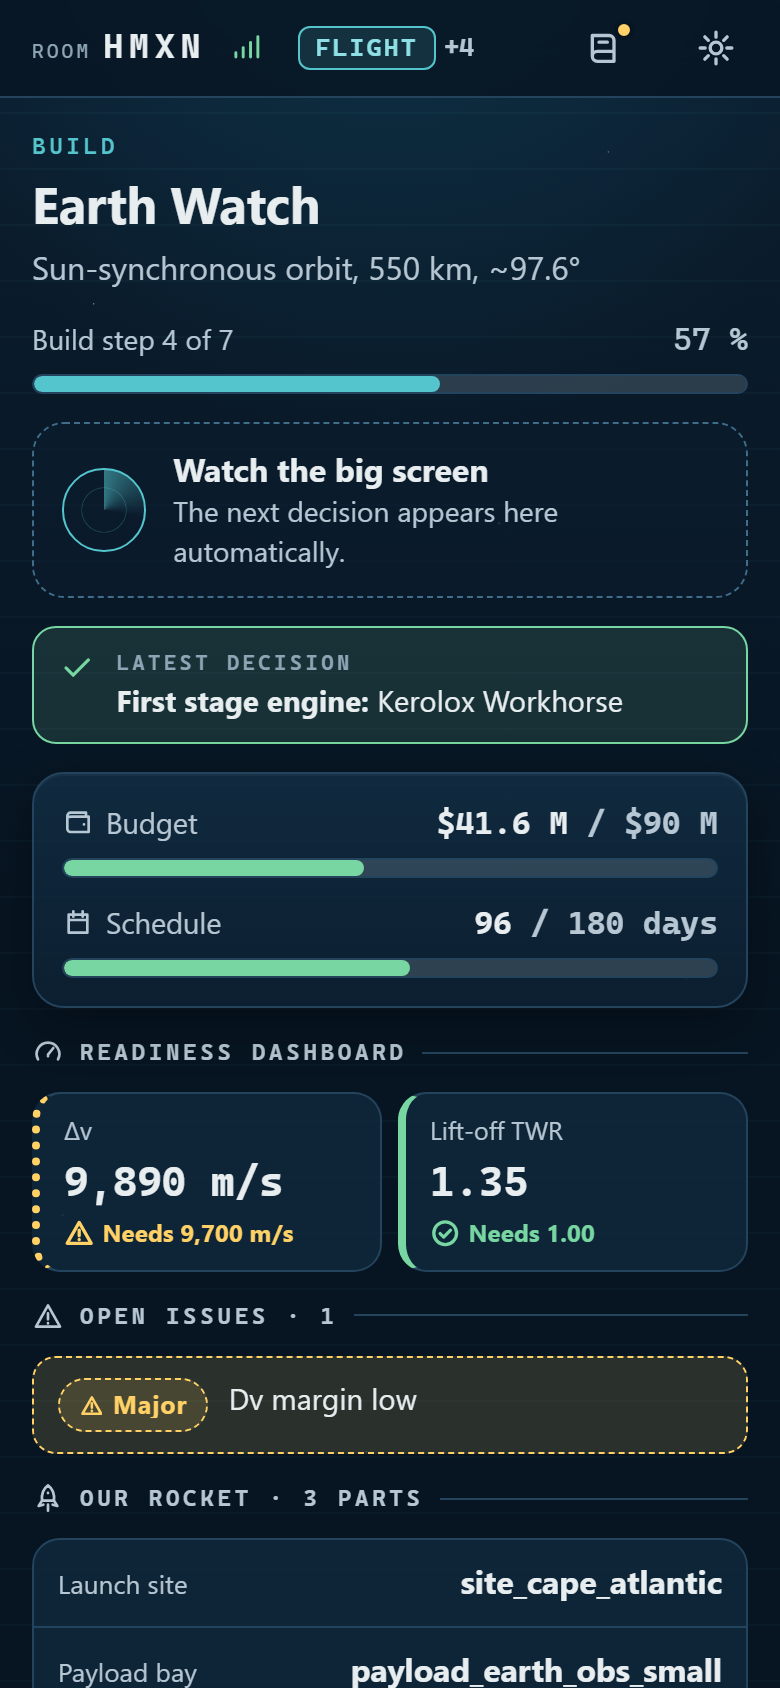 ROOM HMXN FLIGHT +4
BUILD
Earth Watch
Sun-synchronous orbit, 550 km, ~97.6°
Build step 4 of 7 57 %
Watch the big screen
The next decision appears here
automatically.
LATEST DECISION
First stage engine: Kerolox Workhorse
Budget $41.6 M / $90 M
Schedule 96 / 180 days
READINESS DASHBOARD
Δv
9,890 m/s
Needs 9,700 m/s
Lift-off TWR
1.35
Needs 1.00
OPEN ISSUES · 1
Major Dv margin low
OUR ROCKET · 3 PARTS
Launch site site_cape_atlantic
Payload bay payload_earth_obs_small